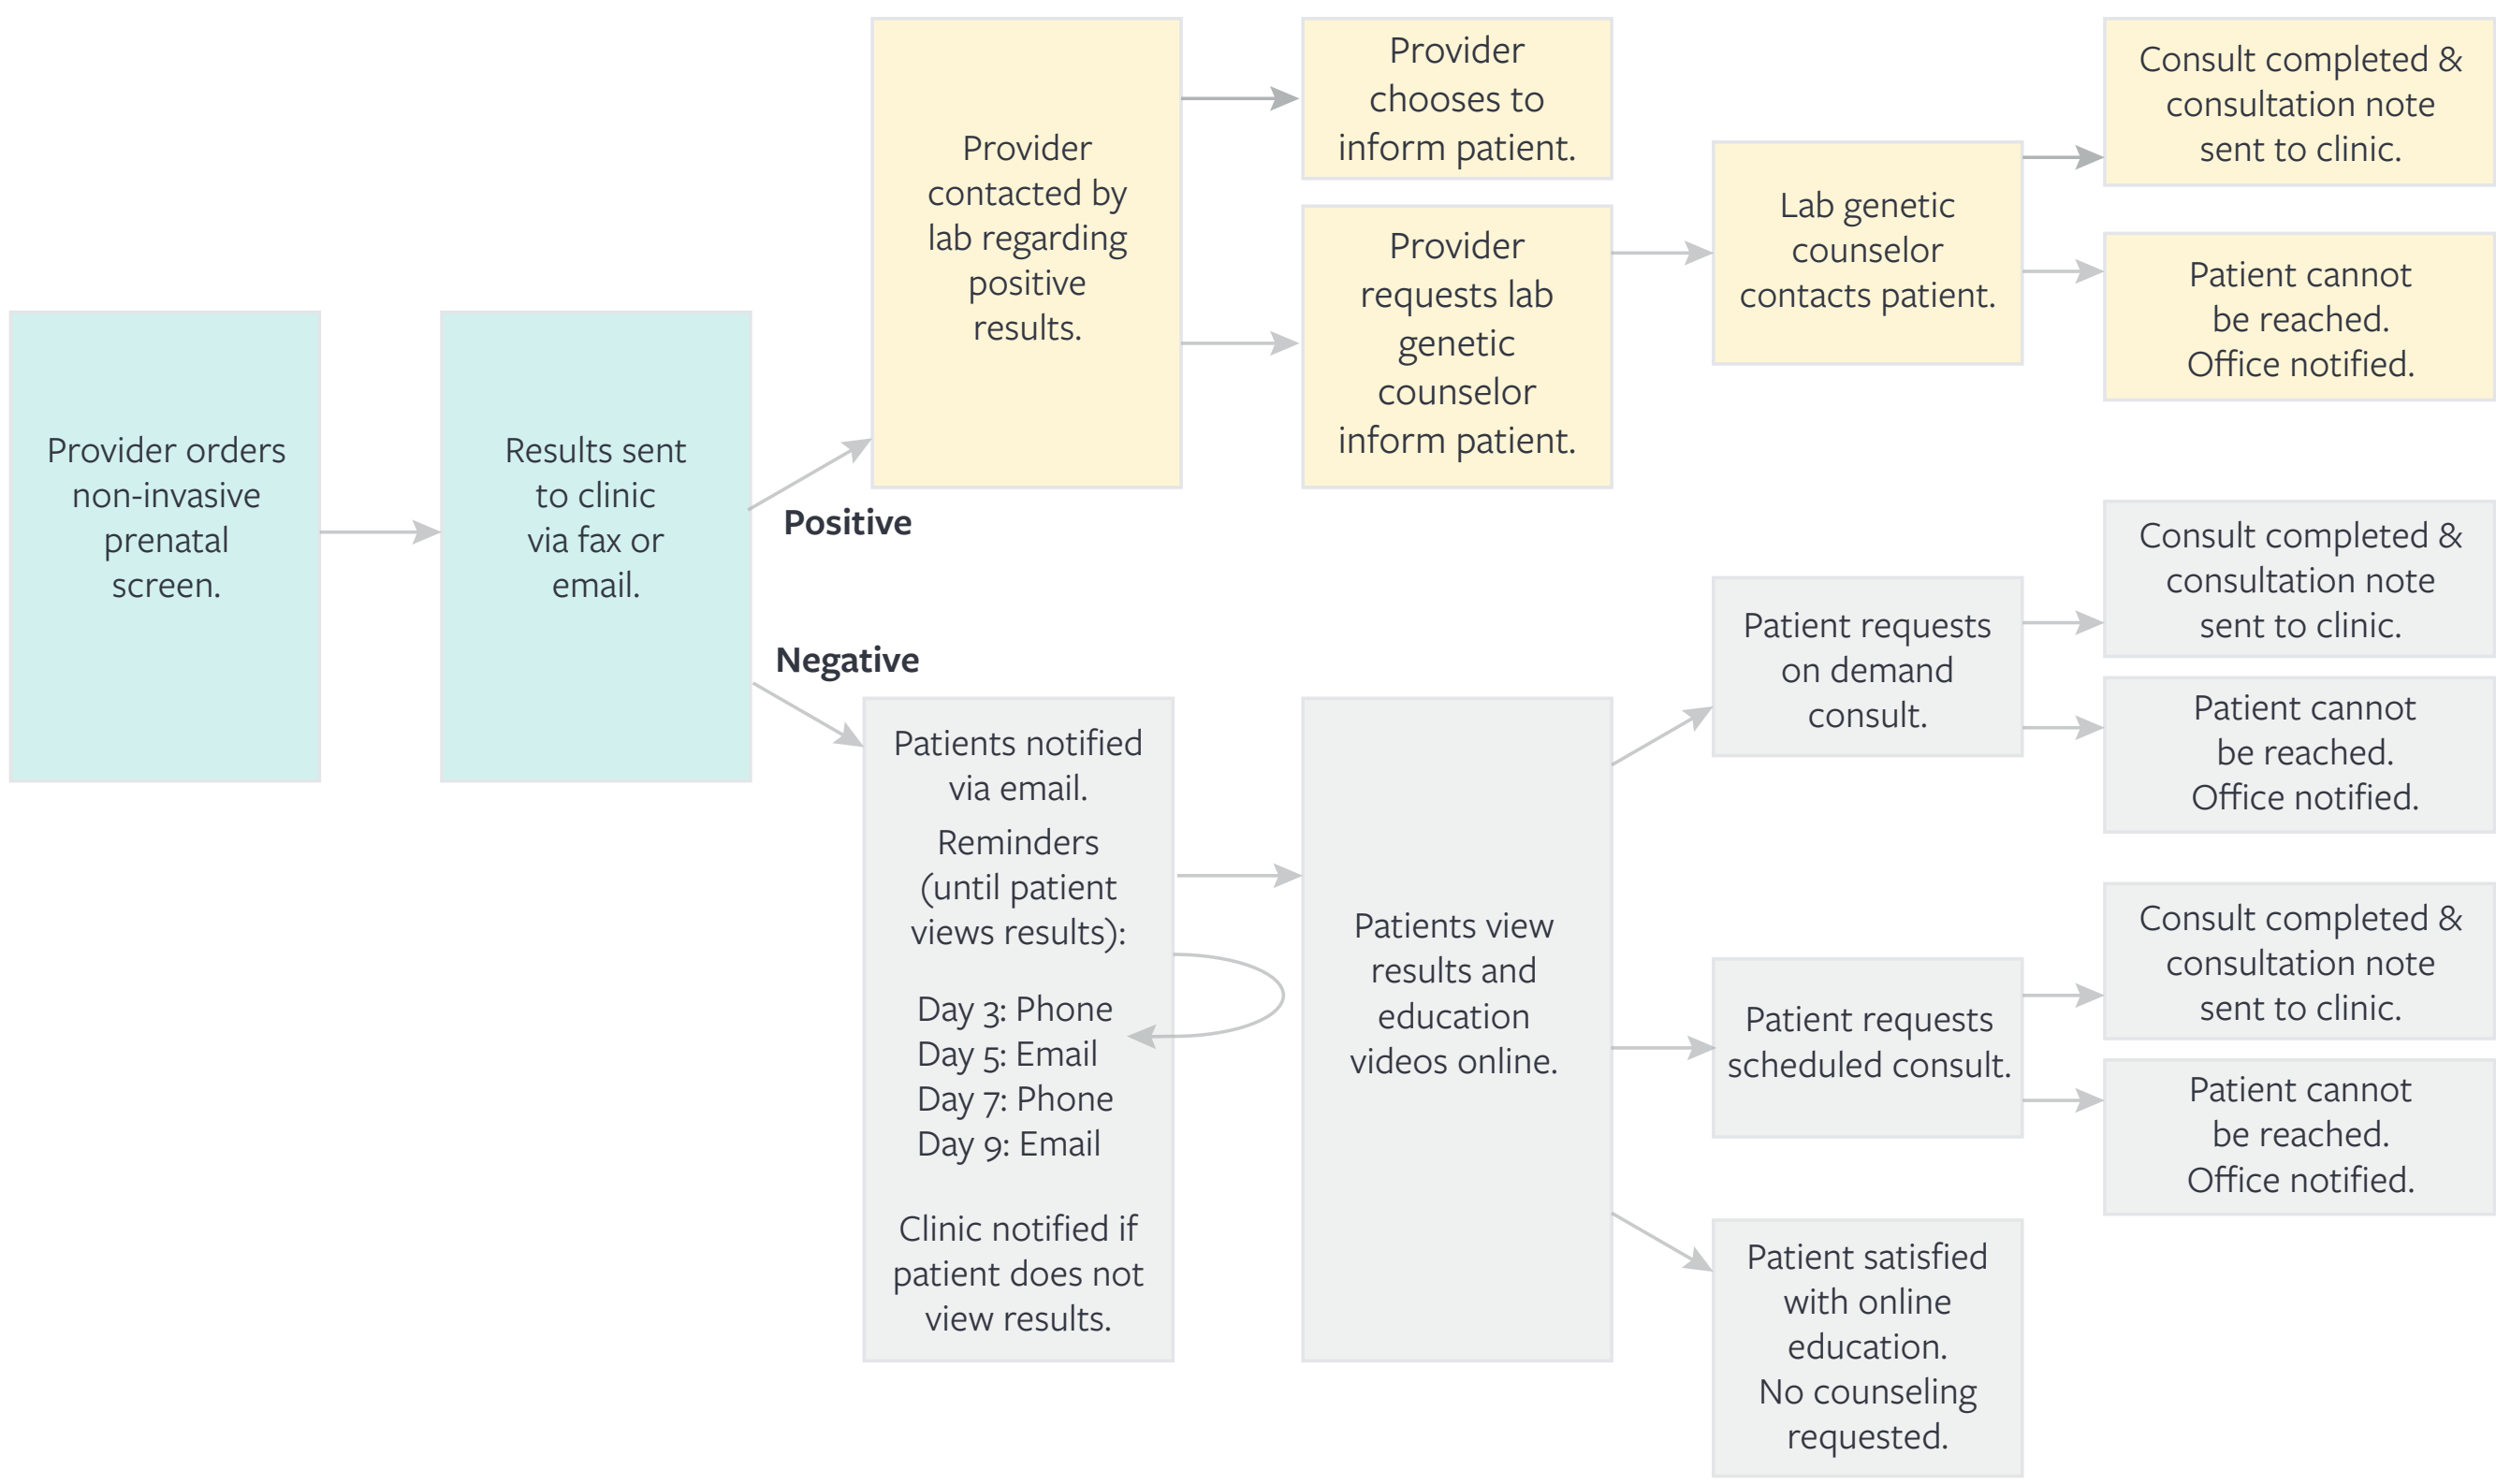 Provider orders
non-invasive
prenatal
screen.
Results sent
to clinic
via fax or
email.
Positive
Provider
contacted by
lab regarding
positive
results.
Provider
chooses to
inform patient.
Provider
requests lab
genetic
counselor
inform patient.
Lab genetic
counselor
contacts patient.
Consult completed &
consultation note
sent to clinic.
Patient cannot
be reached.
Office notified.
Negative
Patients notified
via email.
Reminders
(until patient
views results):
Day 3: Phone
Day 5: Email
Day 7: Phone
Day 9: Email
Clinic notified if
patient does not
view results.
Patients view
results and
education
videos online.
Patient requests
on demand
consult.
Consult completed &
consultation note
sent to clinic.
Patient cannot
be reached.
Office notified.
Patient requests
scheduled consult.
Consult completed &
consultation note
sent to clinic.
Patient cannot
be reached.
Office notified.
Patient satisfied
with online
education.
No counseling
requested.